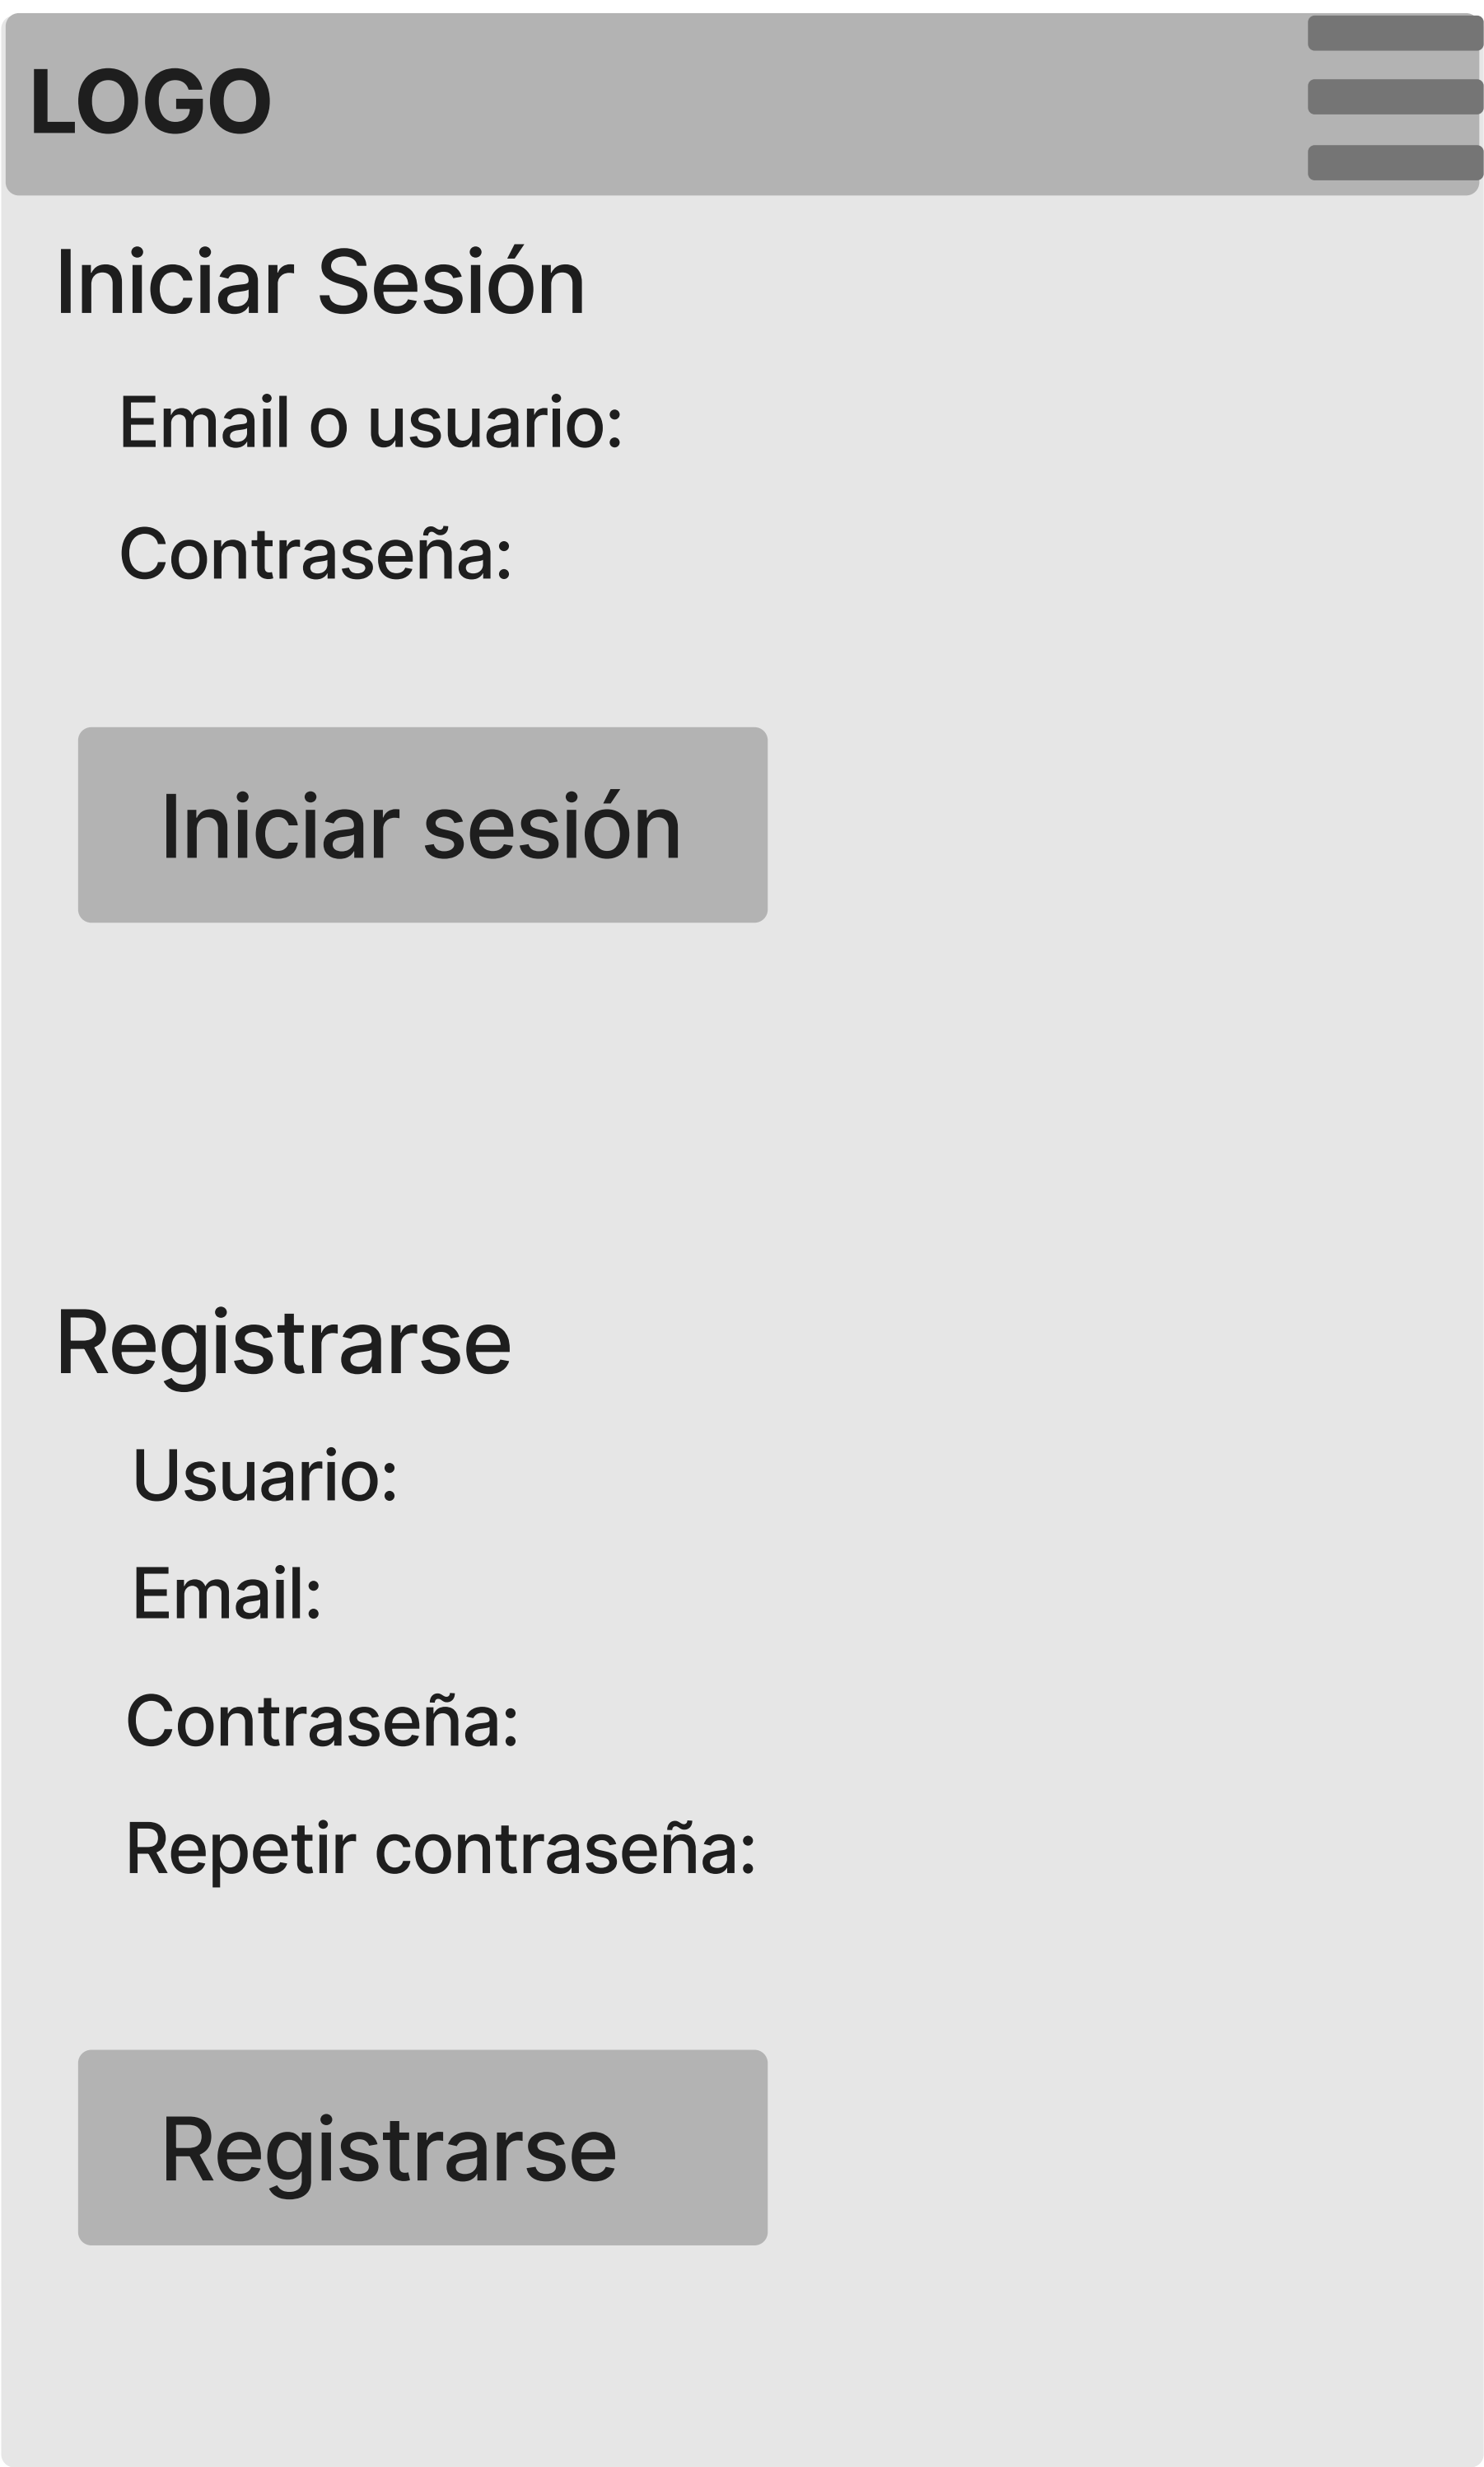 LOGO
Iniciar Sesión
Email o usuario:
Contraseña:
Iniciar sesión
Registrarse
Usuario:
Email:
Contraseña:
Repetir contraseña:
Registrarse